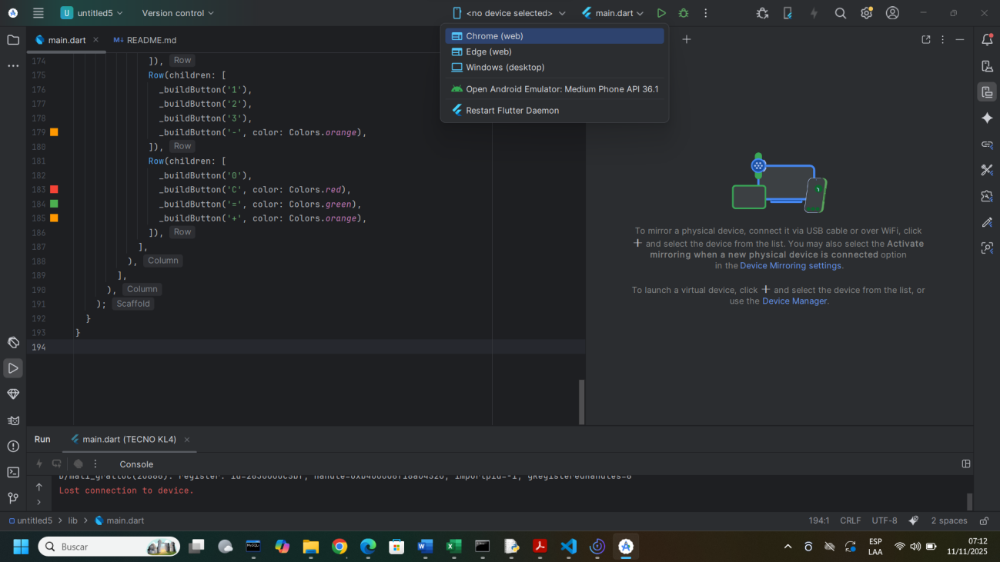 U untitled5
Version control
<no device selected>
main.dart
main.dart
README.md
Chrome (web)
Edge (web)
Windows (desktop)
Open Android Emulator: Medium Phone API 36.1
Restart Flutter Daemon
174 ]), Row
175 Row(children: [
176 _buildButton('1'),
177 _buildButton('2'),
178 _buildButton('3'),
179 _buildButton('-', color: Colors.orange),
180 ]), Row
181 Row(children: [
182 _buildButton('0'),
183 _buildButton('C', color: Colors.red),
184 _buildButton('=', color: Colors.green),
185 _buildButton('+', color: Colors.orange),
186 ]), Row
187 ],
188 ), Column
189 ],
190 ), Column
191 ); Scaffold
192 }
193 }
194
To mirror a physical device, connect it via USB cable or over WiFi, click
+ and select the device from the list. You may also select the Activate
mirroring when a new physical device is connected option
in the Device Mirroring settings.
To launch a virtual device, click + and select the device from the list, or
use the Device Manager.
Run
main.dart (TECNO KL4)
Console
Lost connection to device.
untitled5 > lib > main.dart
194:1 CRLF UTF-8 2 spaces
Buscar
ESP
LAA
07:12
11/11/2025